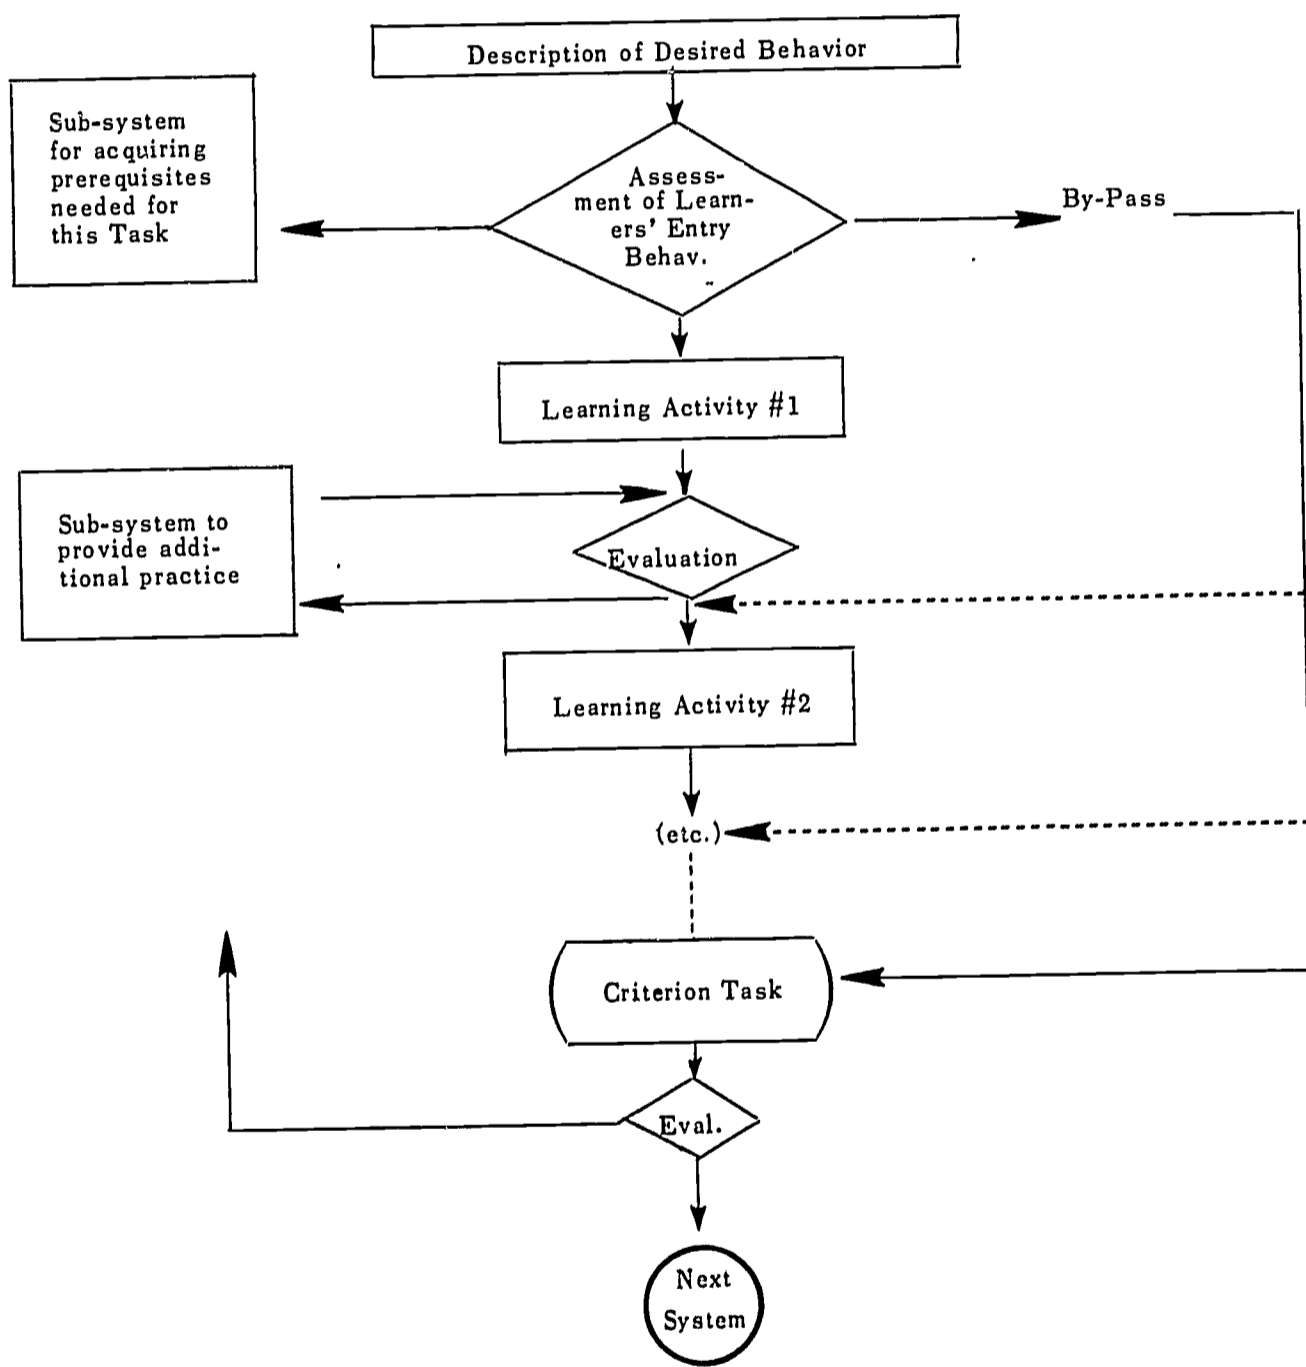 Description of Desired Behavior
Sub-system
for acquiring
prerequisites
needed for
this Task
Assess-
ment of Learn-
ers' Entry
Behav.
By-Pass
Learning Activity #1
Sub-system to
provide addi-
tional practice
Evaluation
Learning Activity #2
(etc.)
Criterion Task
Eval.
Next
System